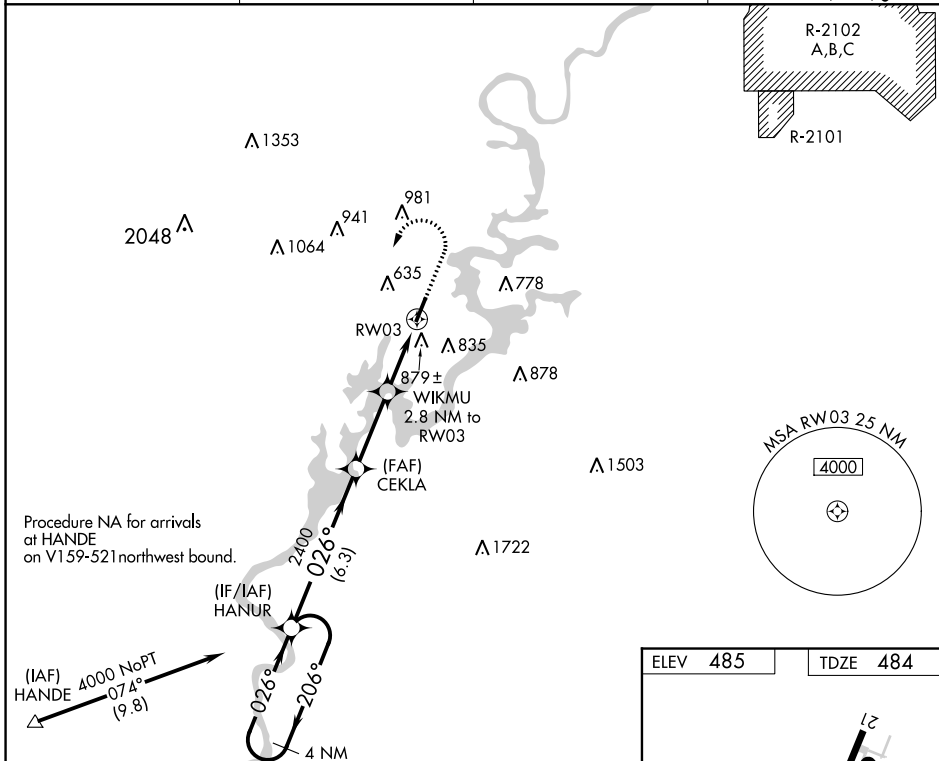 R-2102
A,B,C
R-2101
1353
981
941
2048
1064
635
778
RW03
835
879±
878
WIKMU
2.8 NM to
RW03
MSA RW03 25 NM
4000
(FAF)
CEKLA
1503
Procedure NA for arrivals
at HANDE
on V159-521 northwest bound.
2400
026°
(6.3)
1722
(IF/IAF)
HANUR
(IAF)
HANDE
4000 NoPT
074°
(9.8)
026°
206°
4 NM
ELEV 485
TDZE 484
21